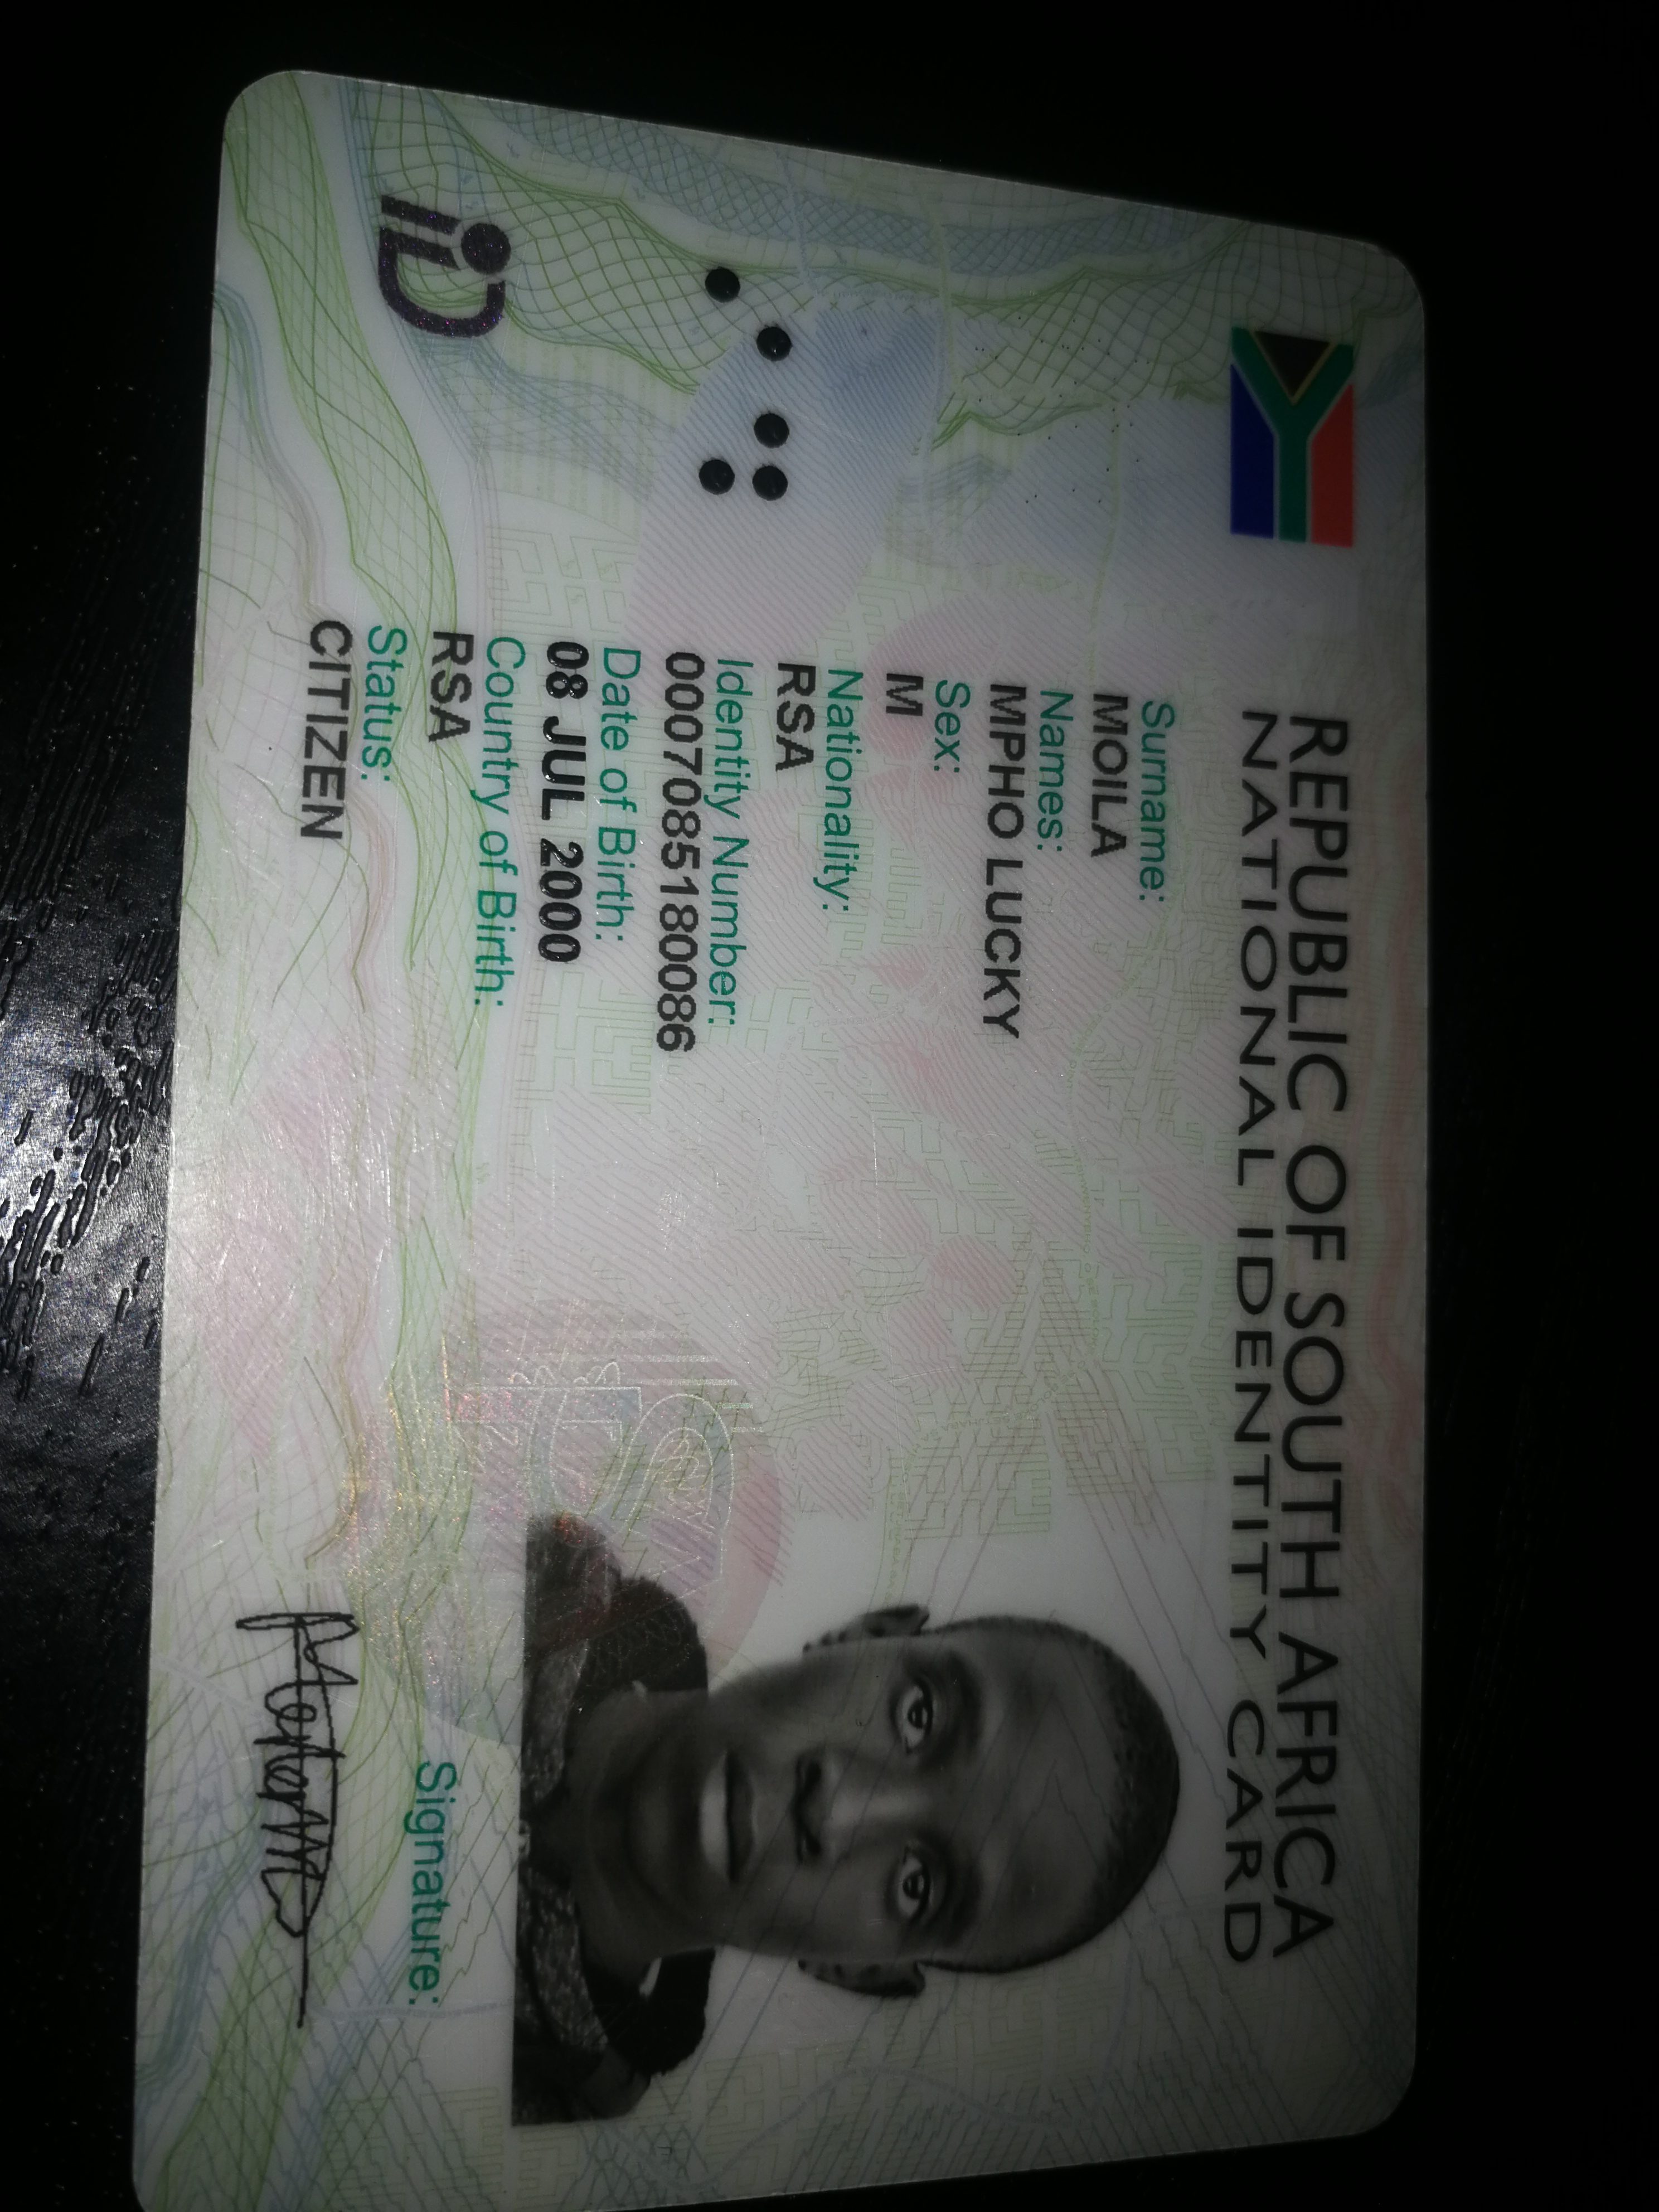 REPUBLIC OF SOUTH AFRICA
NATIONAL IDENTITY CARD
Surname:
MOILA
Names:
MPHO LUCKY
Sex:
M
Nationality:
RSA
Identity Number:
0007085180086
Date of Birth:
08 JUL 2000
Country of Birth:
RSA
Status:
CITIZEN
Signature:
iD